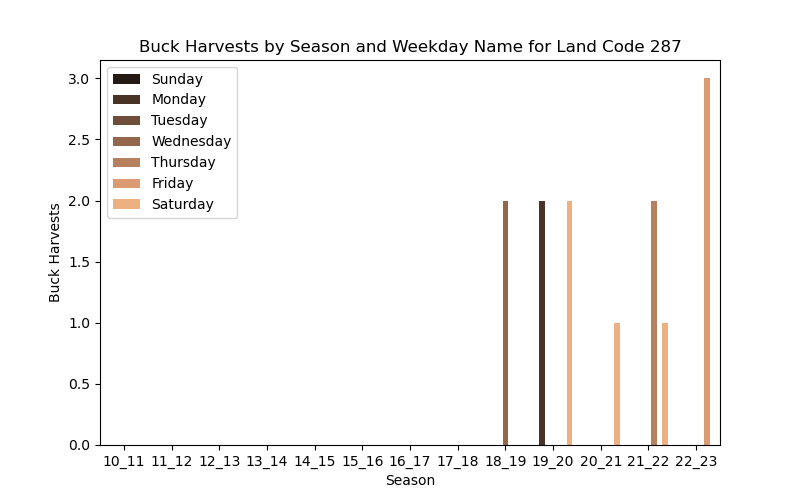 Buck Harvests by Season and Weekday Name for Land Code 287
Sunday
Monday
Tuesday
Wednesday
Thursday
Friday
Saturday
Buck Harvests
3.0
2.5
2.0
1.5
1.0
0.5
0.0
10_11 11_12 12_13 13_14 14_15 15_16 16_17 17_18 18_19 19_20 20_21 21_22 22_23
Season